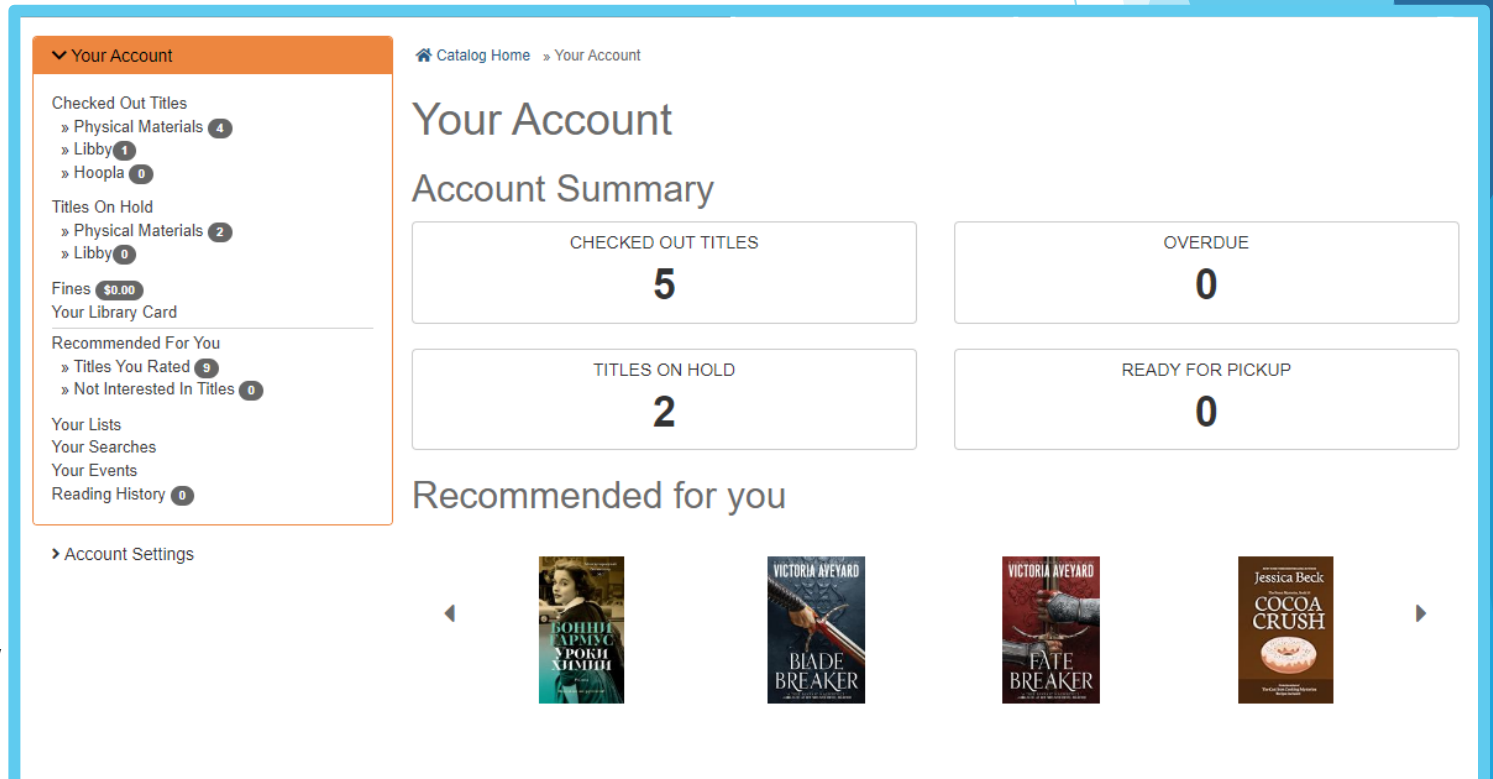 Your Account
Checked Out Titles
» Physical Materials 4
» Libby 1
» Hoopla 0
Titles On Hold
» Physical Materials 2
» Libby 0
Fines $0.00
Your Library Card
Recommended For You
» Titles You Rated 9
» Not Interested In Titles 0
Your Lists
Your Searches
Your Events
Reading History 0
Account Settings
Catalog Home » Your Account
Your Account
Account Summary
CHECKED OUT TITLES
5
OVERDUE
0
TITLES ON HOLD
2
READY FOR PICKUP
0
Recommended for you
БОННИ
ГАРМУС
УРОКИ
ХИМИИ
VICTORIA AVEYARD
BLADE
BREAKER
VICTORIA AVEYARD
FATE
BREAKER
Jessica Beck
COCOA
CRUSH